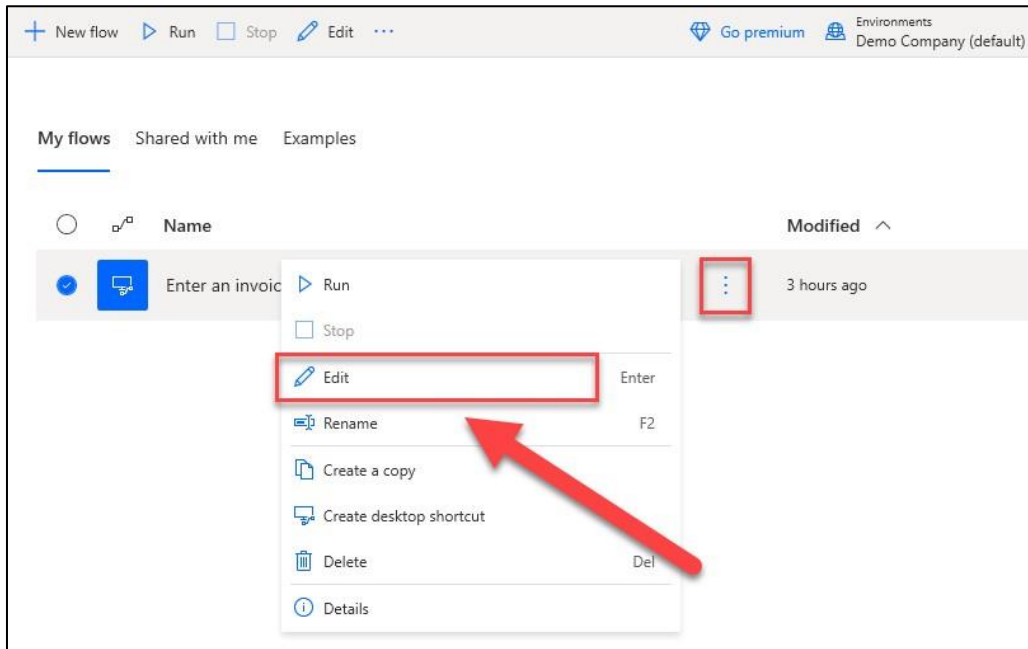 New flow Run Stop Edit ... Go premium Environments
Demo Company (default)
My flows Shared with me Examples
Name Modified
Enter an invoic 3 hours ago
Run
Stop
Edit Enter
Rename F2
Create a copy
Create desktop shortcut
Delete Del
Details